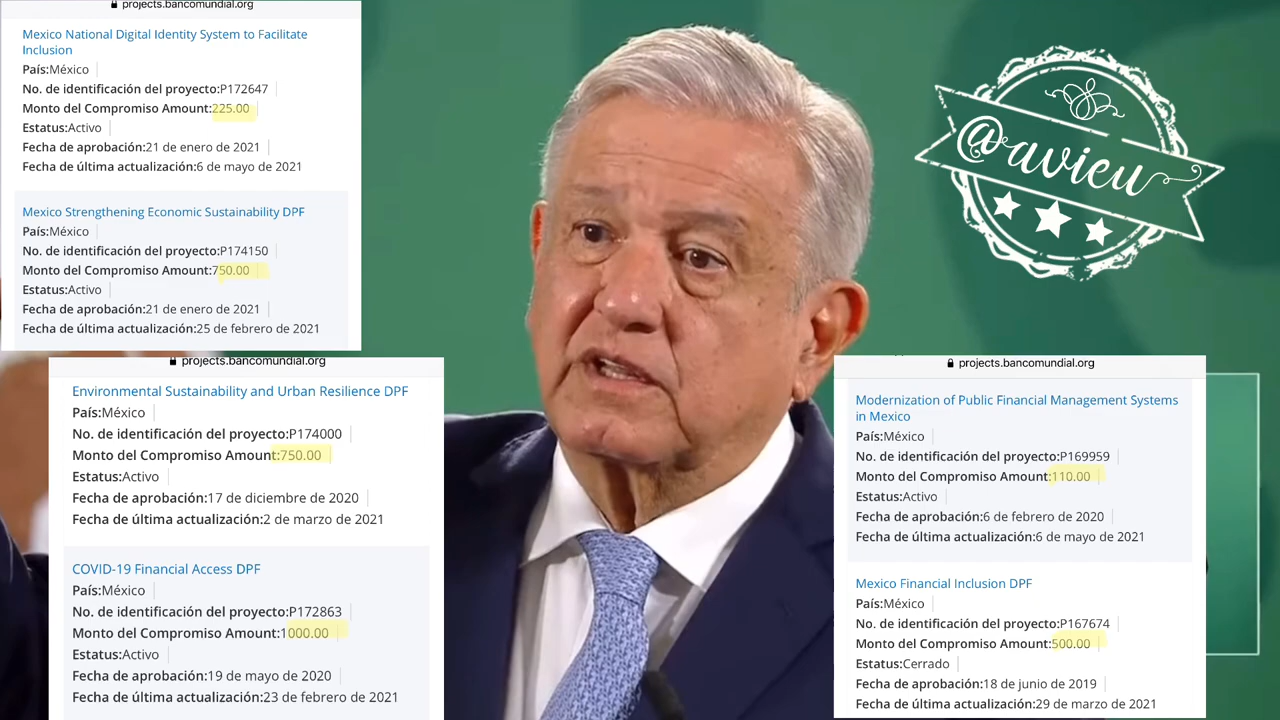 projects.bancomundial.org
Mexico National Digital Identity System to Facilitate
Inclusion
País:México
No. de identificación del proyecto:P172647
Monto del Compromiso Amount:225.00
Estatus:Activo
Fecha de aprobación:21 de enero de 2021
Fecha de última actualización:6 de mayo de 2021
Mexico Strengthening Economic Sustainability DPF
País:México
No. de identificación del proyecto:P174150
Monto del Compromiso Amount:750.00
Estatus:Activo
Fecha de aprobación:21 de enero de 2021
Fecha de última actualización:25 de febrero de 2021
@avieu
projects.bancomundial.org
Environmental Sustainability and Urban Resilience DPF
País:México
No. de identificación del proyecto:P174000
Monto del Compromiso Amount:750.00
Estatus:Activo
Fecha de aprobación:17 de diciembre de 2020
Fecha de última actualización:2 de marzo de 2021
COVID-19 Financial Access DPF
País:México
No. de identificación del proyecto:P172863
Monto del Compromiso Amount:1000.00
Estatus:Activo
Fecha de aprobación:19 de mayo de 2020
Fecha de última actualización:23 de febrero de 2021
projects.bancomundial.org
Modernization of Public Financial Management Systems
in Mexico
País:México
No. de identificación del proyecto:P169959
Monto del Compromiso Amount:110.00
Estatus:Activo
Fecha de aprobación:6 de febrero de 2020
Fecha de última actualización:6 de mayo de 2021
Mexico Financial Inclusion DPF
País:México
No. de identificación del proyecto:P167674
Monto del Compromiso Amount:500.00
Estatus:Cerrado
Fecha de aprobación:18 de junio de 2019
Fecha de última actualización:29 de marzo de 2021